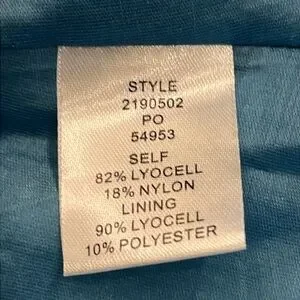 STYLE
2190502
PO
54953
SELF
82% LYOCELL
18% NYLON
LINING
90% LYOCELL
10% POLYESTER